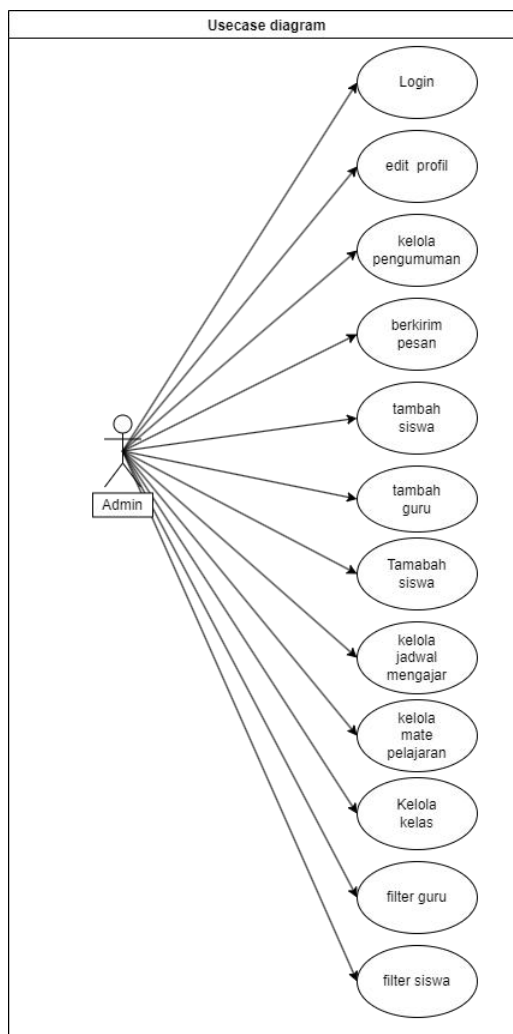 Usecase diagram
Login
edit profil
kelola
pengumuman
berkirim
pesan
tambah
siswa
tambah
guru
Tamabah
siswa
kelola
jadwal
mengajar
kelola
mate
pelajaran
Kelola
kelas
filter guru
filter siswa
Admin